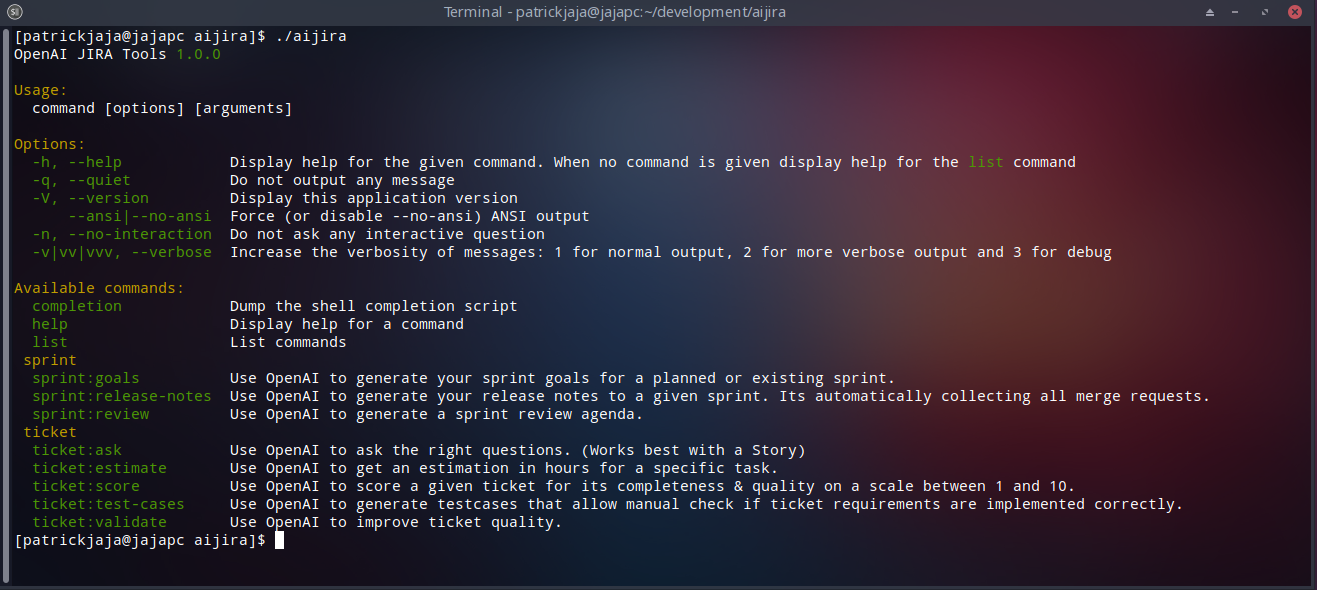 Terminal - patrickjaja@jajapc:~/development/aijira
[patrickjaja@jajapc aijira]$ ./aijira
OpenAI JIRA Tools 1.0.0
Usage:
  command [options] [arguments]
Options:
  -h, --help            Display help for the given command. When no command is given display help for the list command
  -q, --quiet           Do not output any message
  -V, --version         Display this application version
      --ansi|--no-ansi  Force (or disable --no-ansi) ANSI output
  -n, --no-interaction  Do not ask any interactive question
  -v|vv|vvv, --verbose  Increase the verbosity of messages: 1 for normal output, 2 for more verbose output and 3 for debug
Available commands:
  completion            Dump the shell completion script
  help                  Display help for a command
  list                  List commands
 sprint
  sprint:goals          Use OpenAI to generate your sprint goals for a planned or existing sprint.
  sprint:release-notes  Use OpenAI to generate your release notes to a given sprint. Its automatically collecting all merge requests.
  sprint:review         Use OpenAI to generate a sprint review agenda.
 ticket
  ticket:ask            Use OpenAI to ask the right questions. (Works best with a Story)
  ticket:estimate       Use OpenAI to get an estimation in hours for a specific task.
  ticket:score          Use OpenAI to score a given ticket for its completeness & quality on a scale between 1 and 10.
  ticket:test-cases     Use OpenAI to generate testcases that allow manual check if ticket requirements are implemented correctly.
  ticket:validate       Use OpenAI to improve ticket quality.
[patrickjaja@jajapc aijira]$